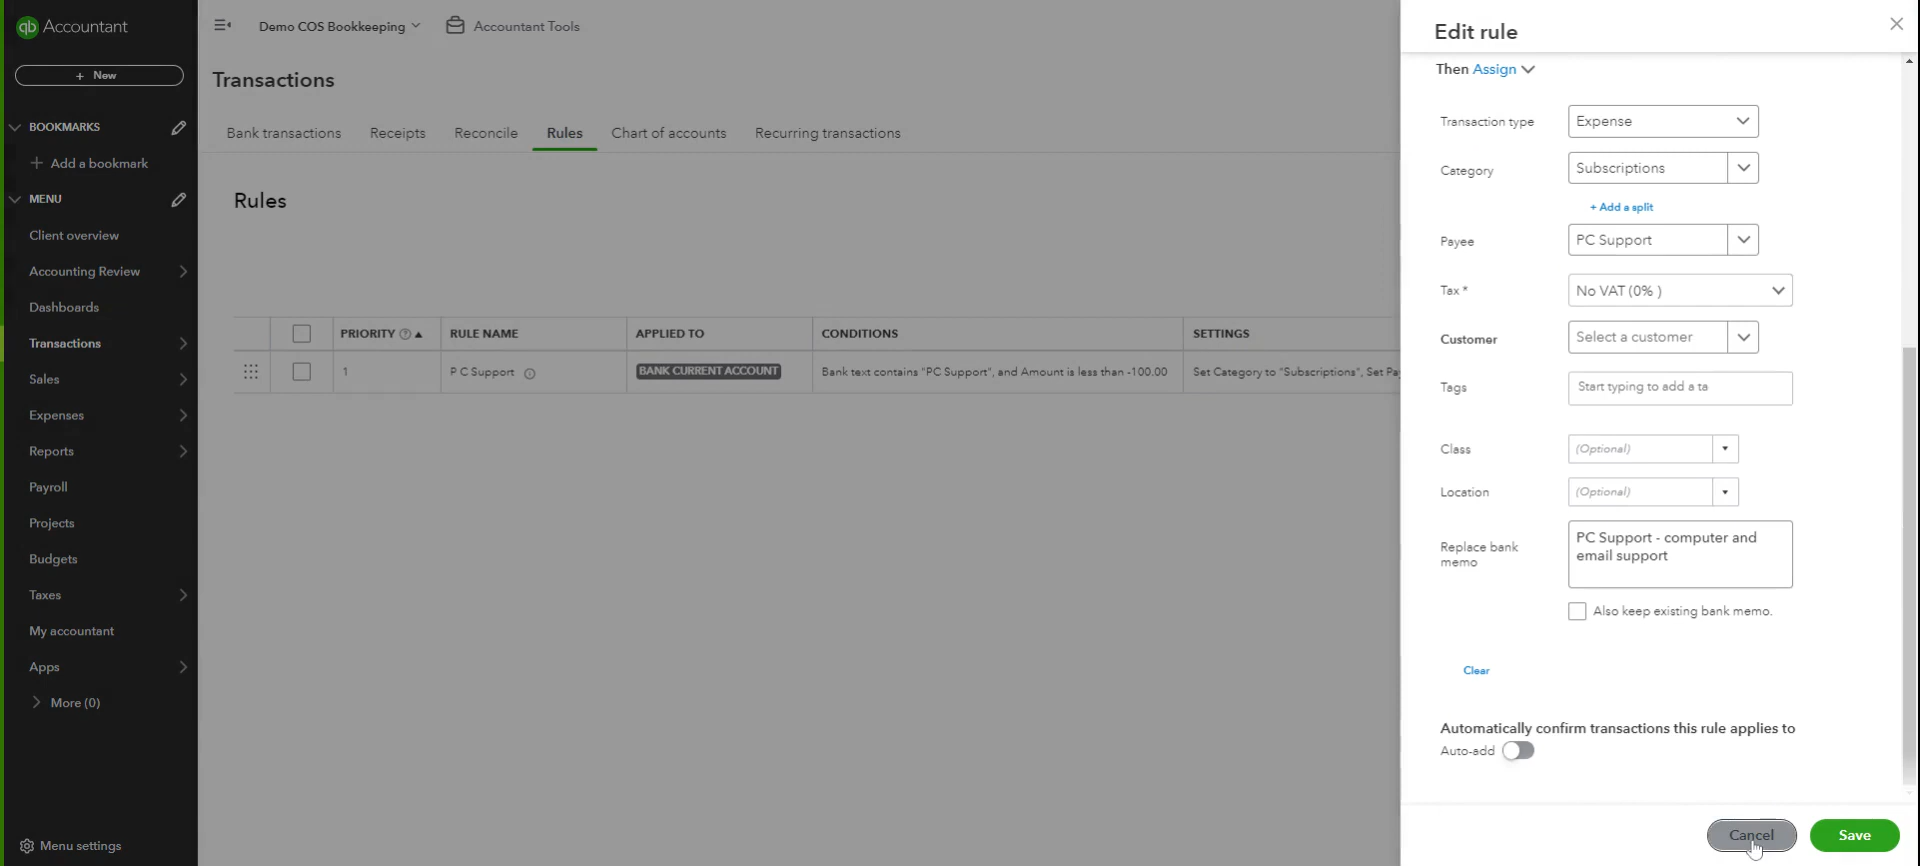 qb Accountant
+ New
BOOKMARKS
+ Add a bookmark
MENU
Client overview
Accounting Review
Dashboards
Transactions
Sales
Expenses
Reports
Payroll
Projects
Budgets
Taxes
My accountant
Apps
More (0)
Menu settings
Demo COS Bookkeeping
Accountant Tools
Transactions
Bank transactions Receipts Reconcile Rules Chart of accounts Recurring transactions
Rules
PRIORITY ? RULE NAME APPLIED TO CONDITIONS SETTINGS
1 P C Support BANK CURRENT ACCOUNT Bank text contains "PC Support", and Amount is less than -100.00 Set Category to "Subscriptions", Set Pa
Edit rule
Then Assign
Transaction type Expense
Category Subscriptions
+ Add a split
Payee PC Support
Tax * No VAT (0% )
Customer Select a customer
Tags Start typing to add a ta
Class (Optional)
Location (Optional)
Replace bank memo
PC Support - computer and
email support
Also keep existing bank memo.
Clear
Automatically confirm transactions this rule applies to
Auto-add
Cancel Save